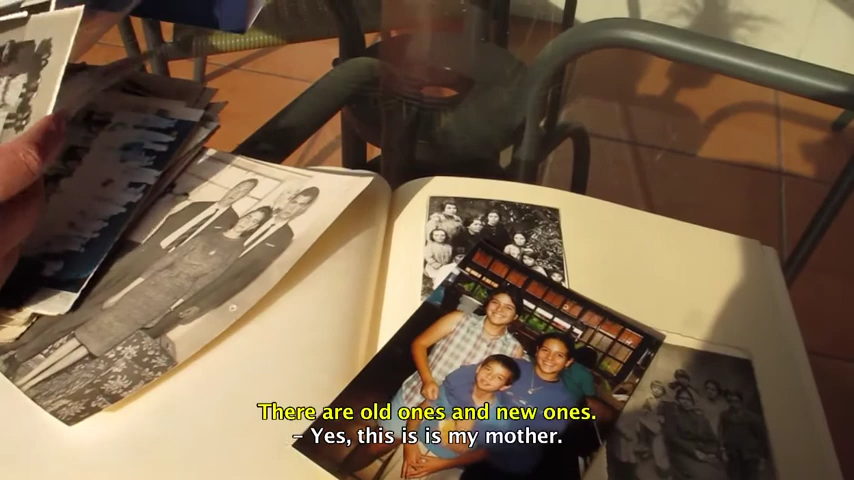 There are old ones and new ones.
- Yes, this is is my mother.